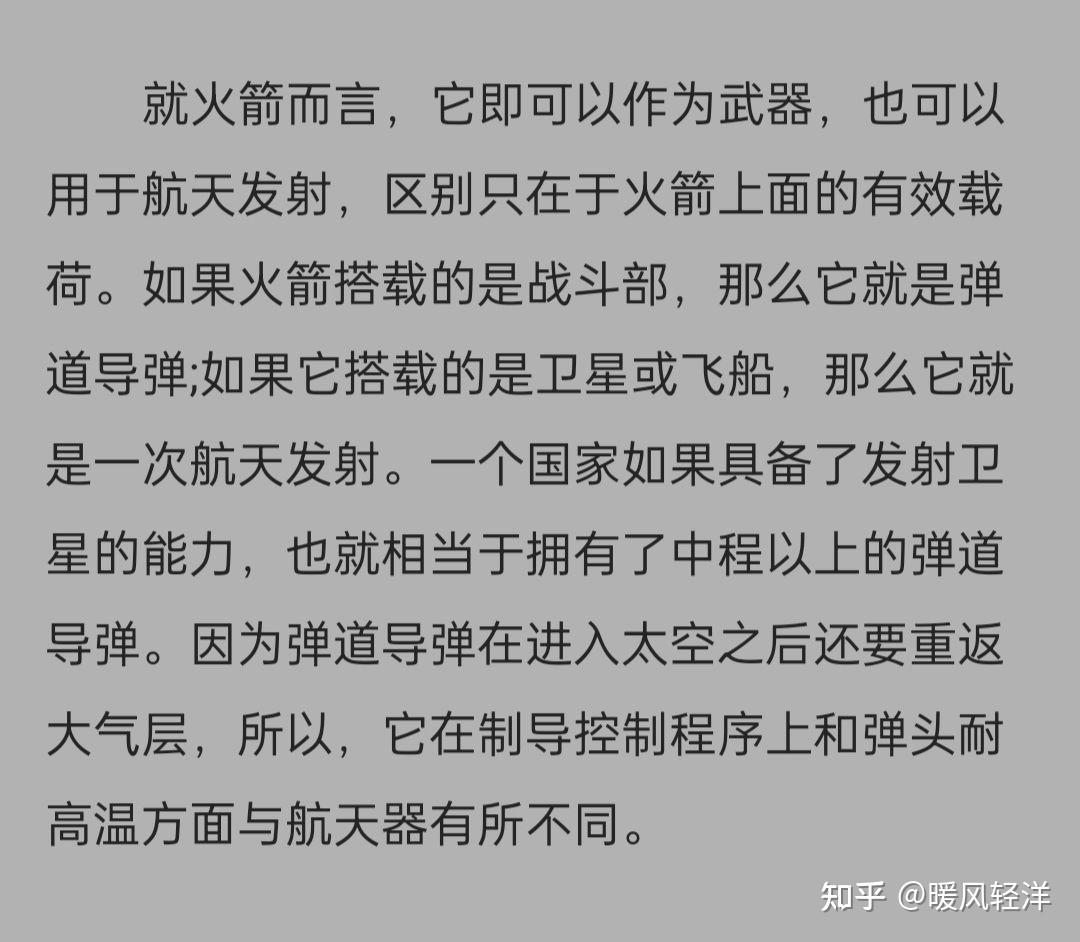 就火箭而言，它即可以作为武器，也可以
用于航天发射，区别只在于火箭上面的有效载
荷。如果火箭搭载的是战斗部，那么它就是弹
道导弹;如果它搭载的是卫星或飞船，那么它就
是一次航天发射。一个国家如果具备了发射卫
星的能力，也就相当于拥有了中程以上的弹道
导弹。因为弹道导弹在进入太空之后还要重返
大气层，所以，它在制导控制程序上和弹头耐
高温方面与航天器有所不同。
知乎 @暖风轻洋